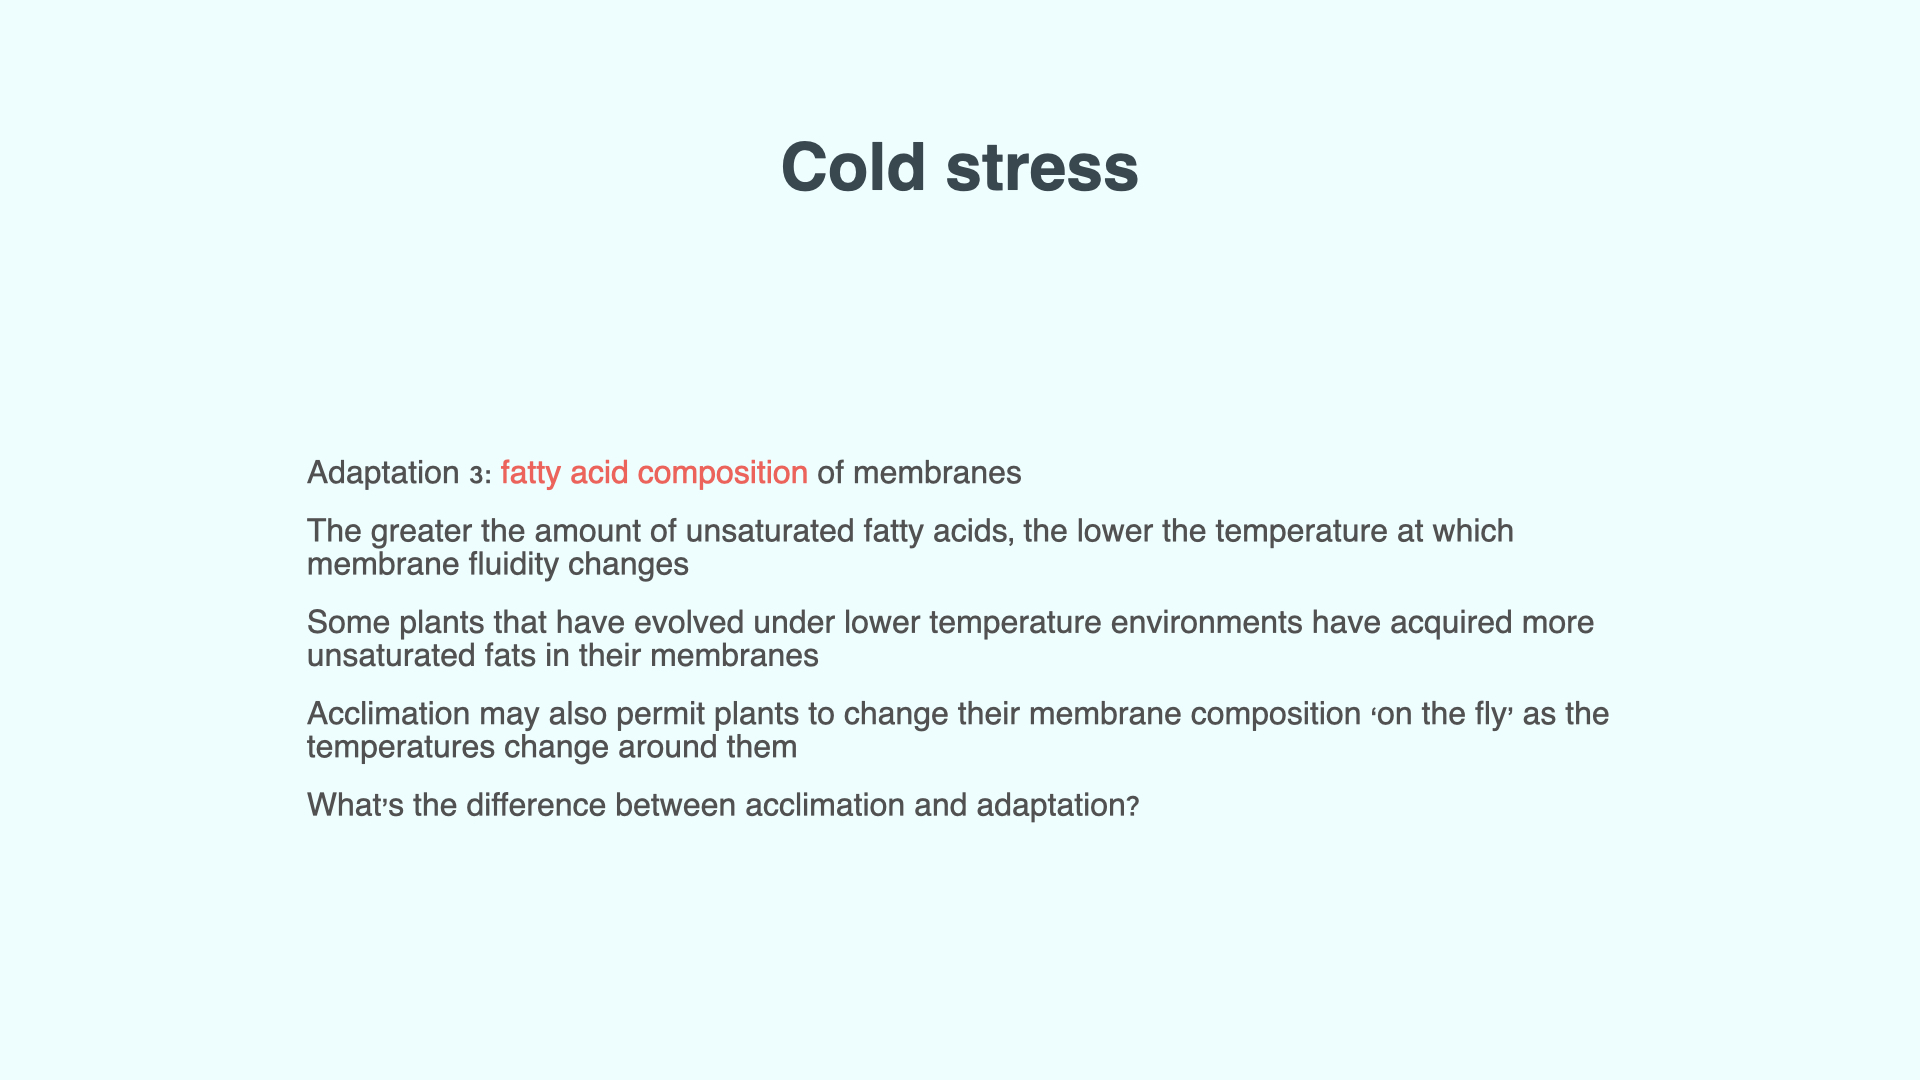 Cold stress
Adaptation 3: fatty acid composition of membranes
The greater the amount of unsaturated fatty acids, the lower the temperature at which
membrane fluidity changes
Some plants that have evolved under lower temperature environments have acquired more
unsaturated fats in their membranes
Acclimation may also permit plants to change their membrane composition ‘on the fly’ as the
temperatures change around them
What’s the difference between acclimation and adaptation?